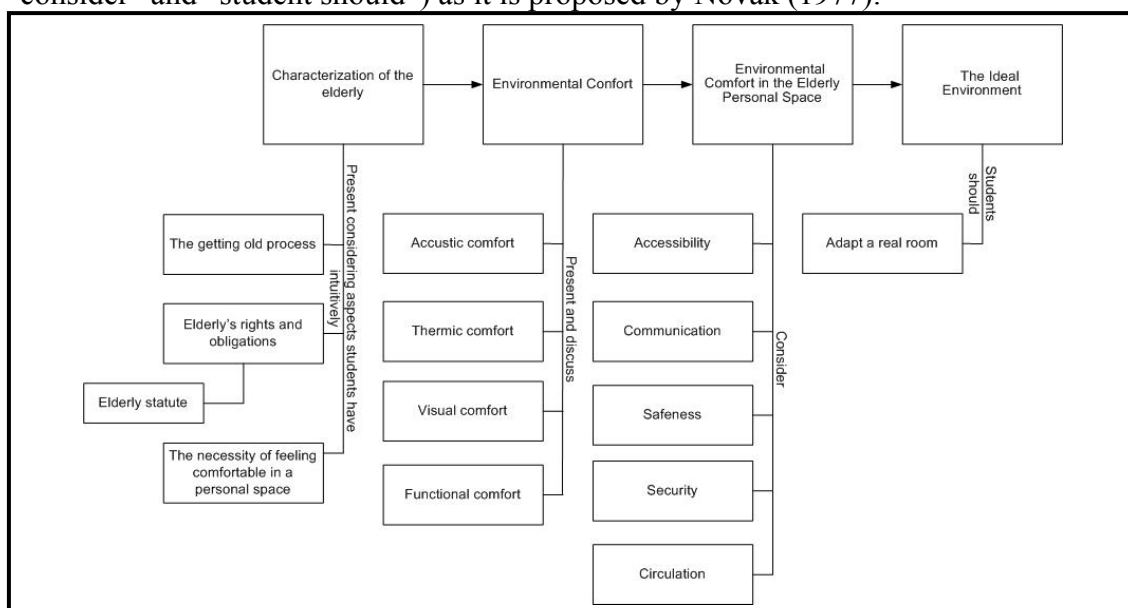 consider" and "student should") as it is proposed by Novak (1977).
Characterization of the
elderly
Environmental Confort
Environmental
Comfort in the Elderly
Personal Space
The Ideal
Environment
Present considering aspects students have
intuitively
The getting old process
Elderly's rights and
obligations
Elderly statute
The necessity of feeling
comfortable in a
personal space
Present and discuss
Accustic comfort
Thermic comfort
Visual comfort
Functional comfort
Consider
Accessibility
Communication
Safeness
Security
Circulation
Students
should
Adapt a real room